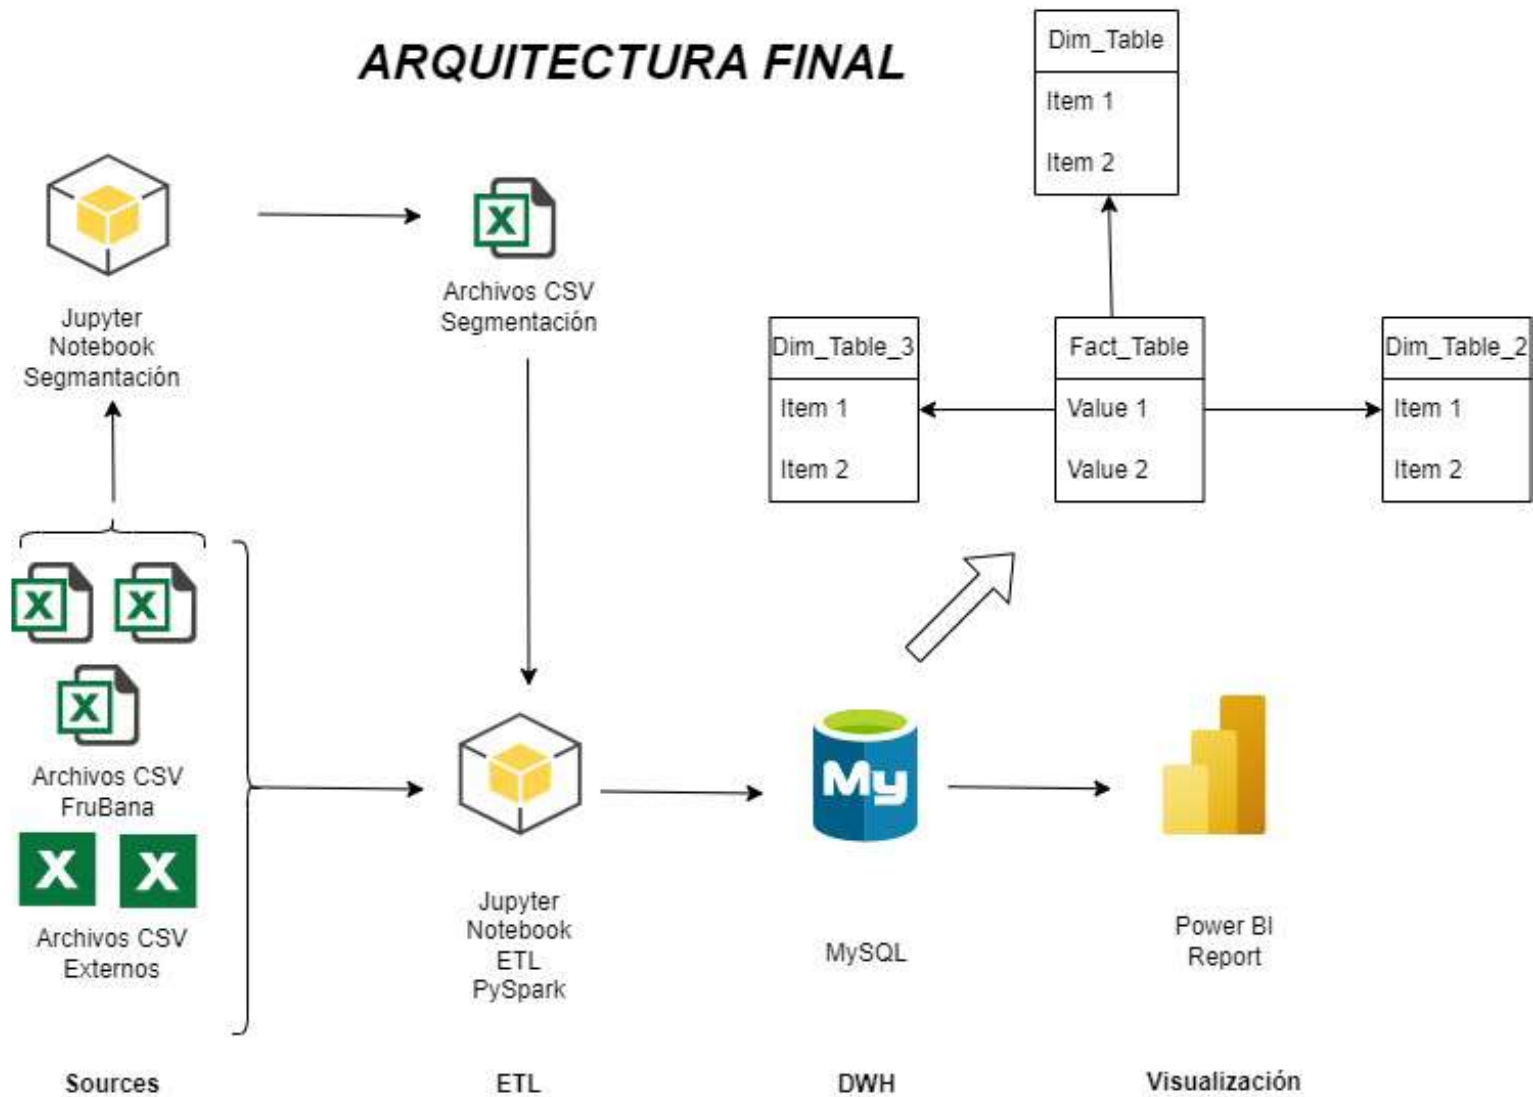 ARQUITECTURA FINAL
Dim_Table
Item 1
Item 2
Jupyter
Notebook
Segmantación
X
Archivos CSV
Segmentación
Dim_Table_3
Item 1
Item 2
Fact_Table
Value 1
Value 2
Dim_Table_2
Item 1
Item 2
X
X
X
Archivos CSV
FruBana
X
X
Archivos CSV
Externos
Jupyter
Notebook
ETL
PySpark
My
MySQL
Power BI
Report
Sources
ETL
DWH
Visualización